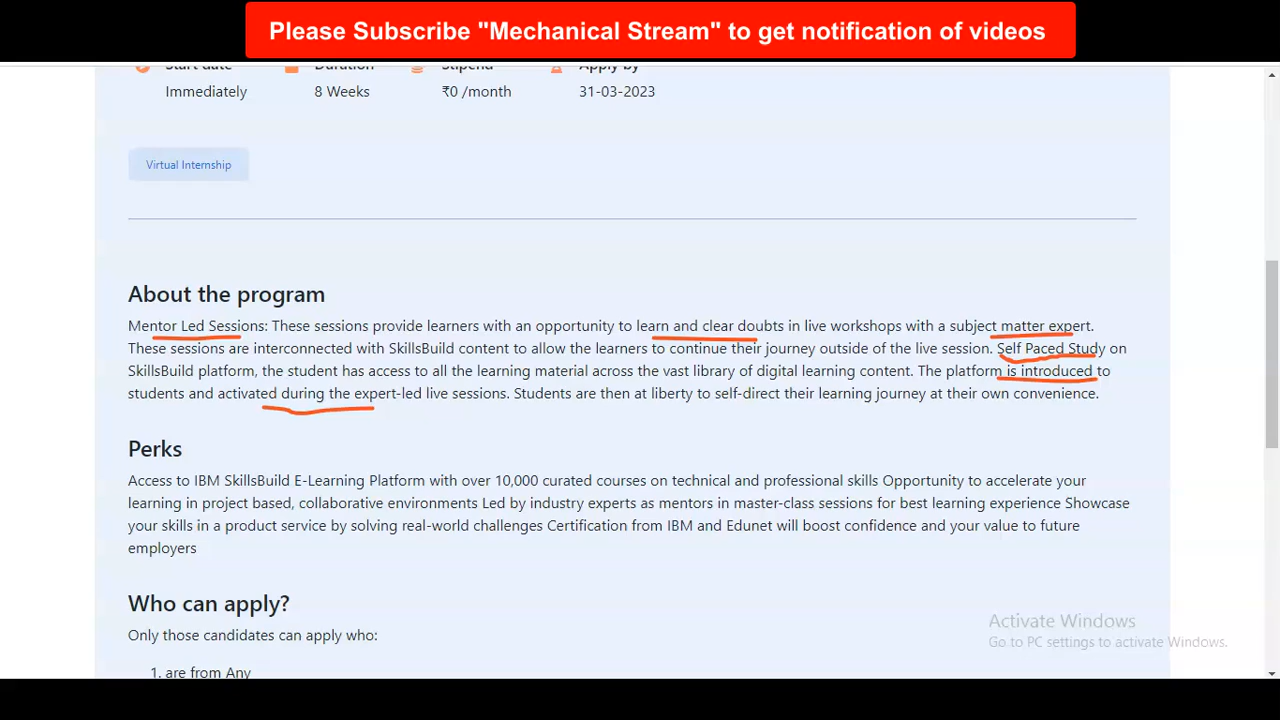 Please Subscribe "Mechanical Stream" to get notification of videos
Start date Duration Stipend Apply by
Immediately 8 Weeks ₹0 /month 31-03-2023
Virtual Internship
About the program
Mentor Led Sessions: These sessions provide learners with an opportunity to learn and clear doubts in live workshops with a subject matter expert.
These sessions are interconnected with SkillsBuild content to allow the learners to continue their journey outside of the live session. Self Paced Study on
SkillsBuild platform, the student has access to all the learning material across the vast library of digital learning content. The platform is introduced to
students and activated during the expert-led live sessions. Students are then at liberty to self-direct their learning journey at their own convenience.
Perks
Access to IBM SkillsBuild E-Learning Platform with over 10,000 curated courses on technical and professional skills Opportunity to accelerate your
learning in project based, collaborative environments Led by industry experts as mentors in master-class sessions for best learning experience Showcase
your skills in a product service by solving real-world challenges Certification from IBM and Edunet will boost confidence and your value to future
employers
Who can apply?
Only those candidates can apply who:
1. are from Any
Activate Windows
Go to PC settings to activate Windows.